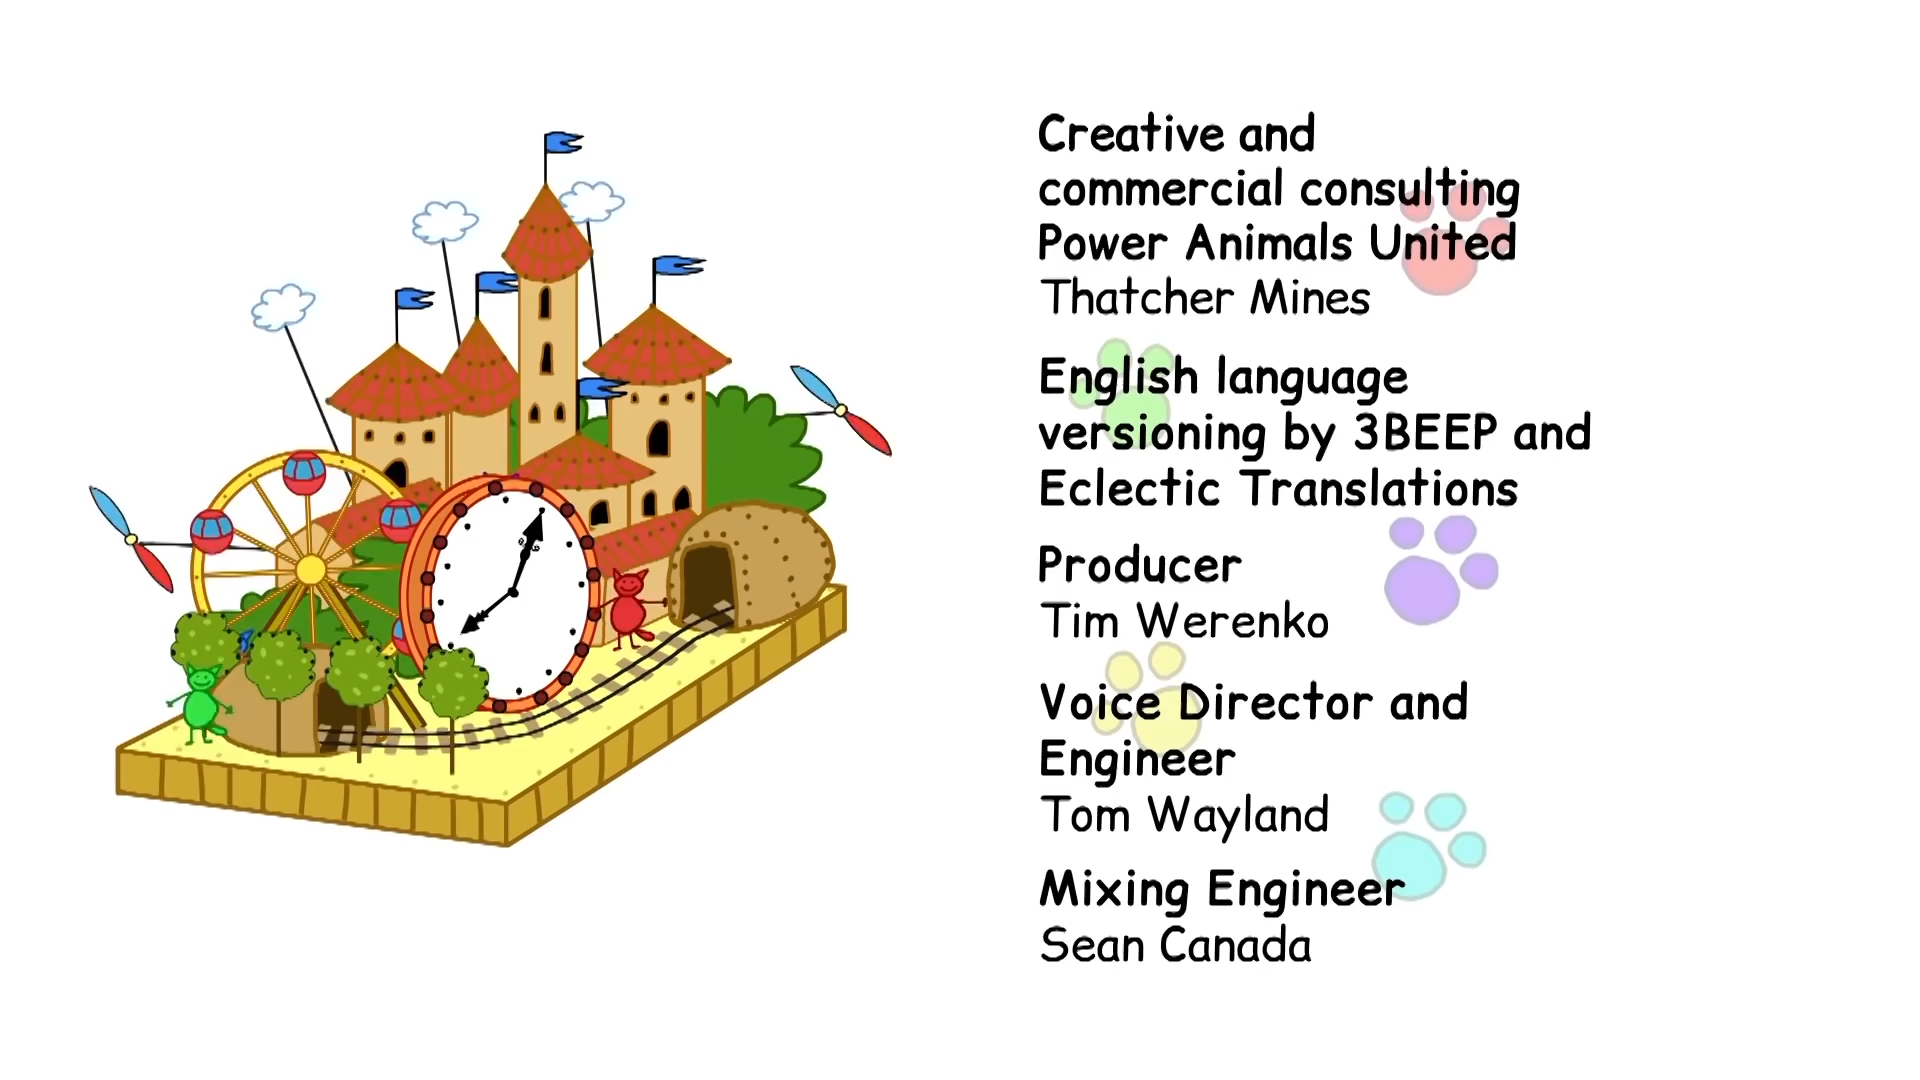 Creative and
commercial consulting
Power Animals United
Thatcher Mines
English language
versioning by 3BEEP and
Eclectic Translations
Producer
Tim Werenko
Voice Director and
Engineer
Tom Wayland
Mixing Engineer
Sean Canada